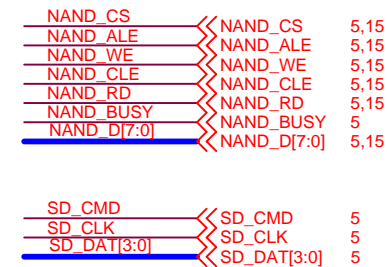 NAND_CS NAND_CS 5,15
NAND_ALE NAND_ALE 5,15
NAND_WE NAND_WE 5,15
NAND_CLE NAND_CLE 5,15
NAND_RD NAND_RD 5,15
NAND_BUSY NAND_BUSY 5
NAND_D[7:0] NAND_D[7:0] 5,15
SD_CMD SD_CMD 5
SD_CLK SD_CLK 5
SD_DAT[3:0] SD_DAT[3:0] 5